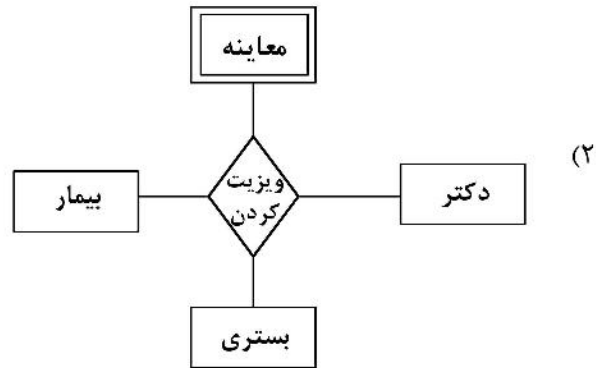 معاینه
۲)
دکتر
ویزیت
کردن
بیمار
بستری